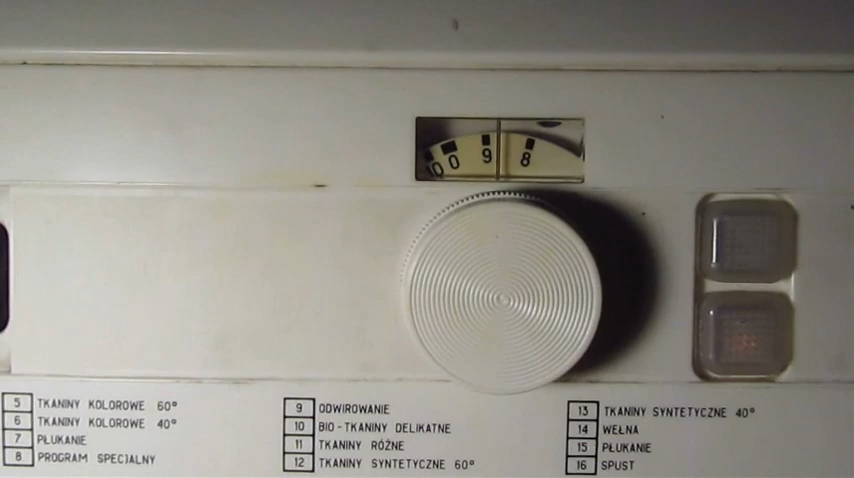 10 0 9 8
5 TKANINY KOLOROWE 60°
6 TKANINY KOLOROWE 40°
7 PŁUKANIE
8 PROGRAM SPECJALNY
9 ODWIROWANIE
10 BIO-TKANINY DELIKATNE
11 TKANINY RÓŻNE
12 TKANINY SYNTETYCZNE 60°
13 TKANINY SYNTETYCZNE 40°
14 WEŁNA
15 PŁUKANIE
16 SPUST